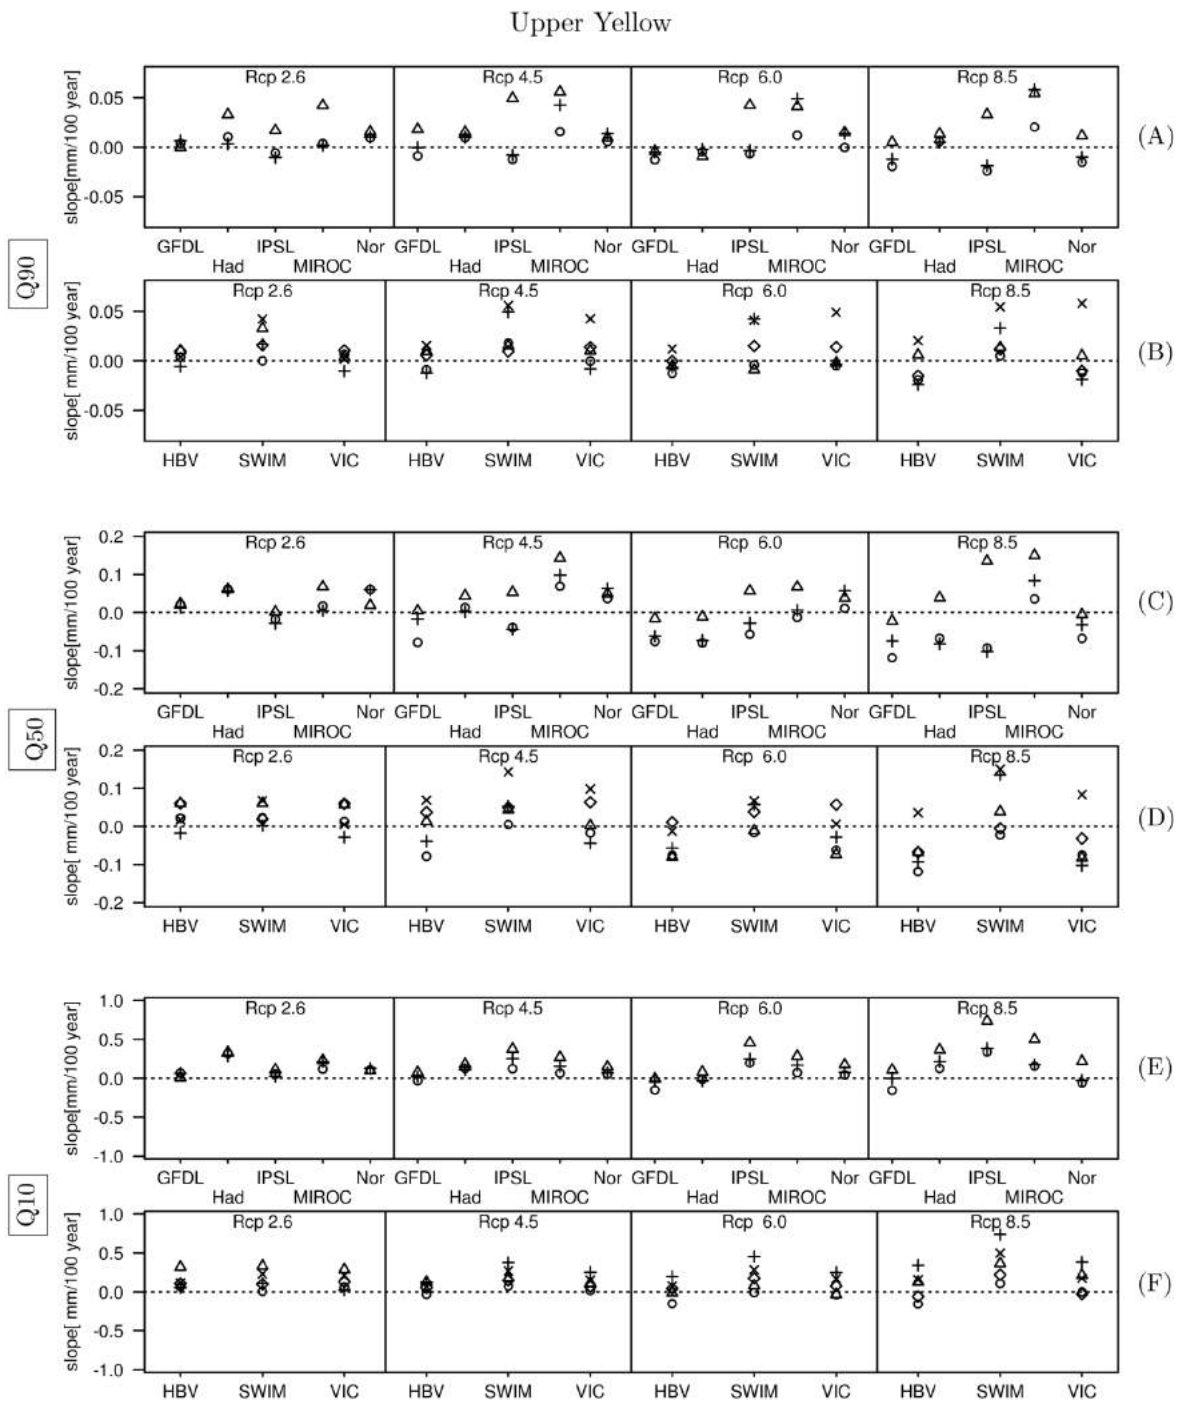 Upper Yellow
Q90
slope[mm/100 year]
0.05
0.00
-0.05
Rcp 2.6 Rcp 4.5 Rcp 6.0 Rcp 8.5
(A)
GFDL IPSL Nor GFDL IPSL Nor GFDL IPSL Nor GFDL IPSL Nor
Had MIROC Had MIROC Had MIROC Had MIROC
slope[ mm/100 year]
0.05
0.00
-0.05
Rcp 2.6 Rcp 4.5 Rcp 6.0 Rcp 8.5
(B)
HBV SWIM VIC HBV SWIM VIC HBV SWIM VIC HBV SWIM VIC
Q50
slope[mm/100 year]
0.2
0.1
0.0
-0.1
-0.2
Rcp 2.6 Rcp 4.5 Rcp 6.0 Rcp 8.5
(C)
GFDL IPSL Nor GFDL IPSL Nor GFDL IPSL Nor GFDL IPSL Nor
Had MIROC Had MIROC Had MIROC Had MIROC
slope[ mm/100 year]
0.2
0.1
0.0
-0.1
-0.2
Rcp 2.6 Rcp 4.5 Rcp 6.0 Rcp 8.5
(D)
HBV SWIM VIC HBV SWIM VIC HBV SWIM VIC HBV SWIM VIC
Q10
slope[mm/100 year]
1.0
0.5
0.0
-0.5
-1.0
Rcp 2.6 Rcp 4.5 Rcp 6.0 Rcp 8.5
(E)
GFDL IPSL Nor GFDL IPSL Nor GFDL IPSL Nor GFDL IPSL Nor
Had MIROC Had MIROC Had MIROC Had MIROC
slope[ mm/100 year]
1.0
0.5
0.0
-0.5
-1.0
Rcp 2.6 Rcp 4.5 Rcp 6.0 Rcp 8.5
(F)
HBV SWIM VIC HBV SWIM VIC HBV SWIM VIC HBV SWIM VIC